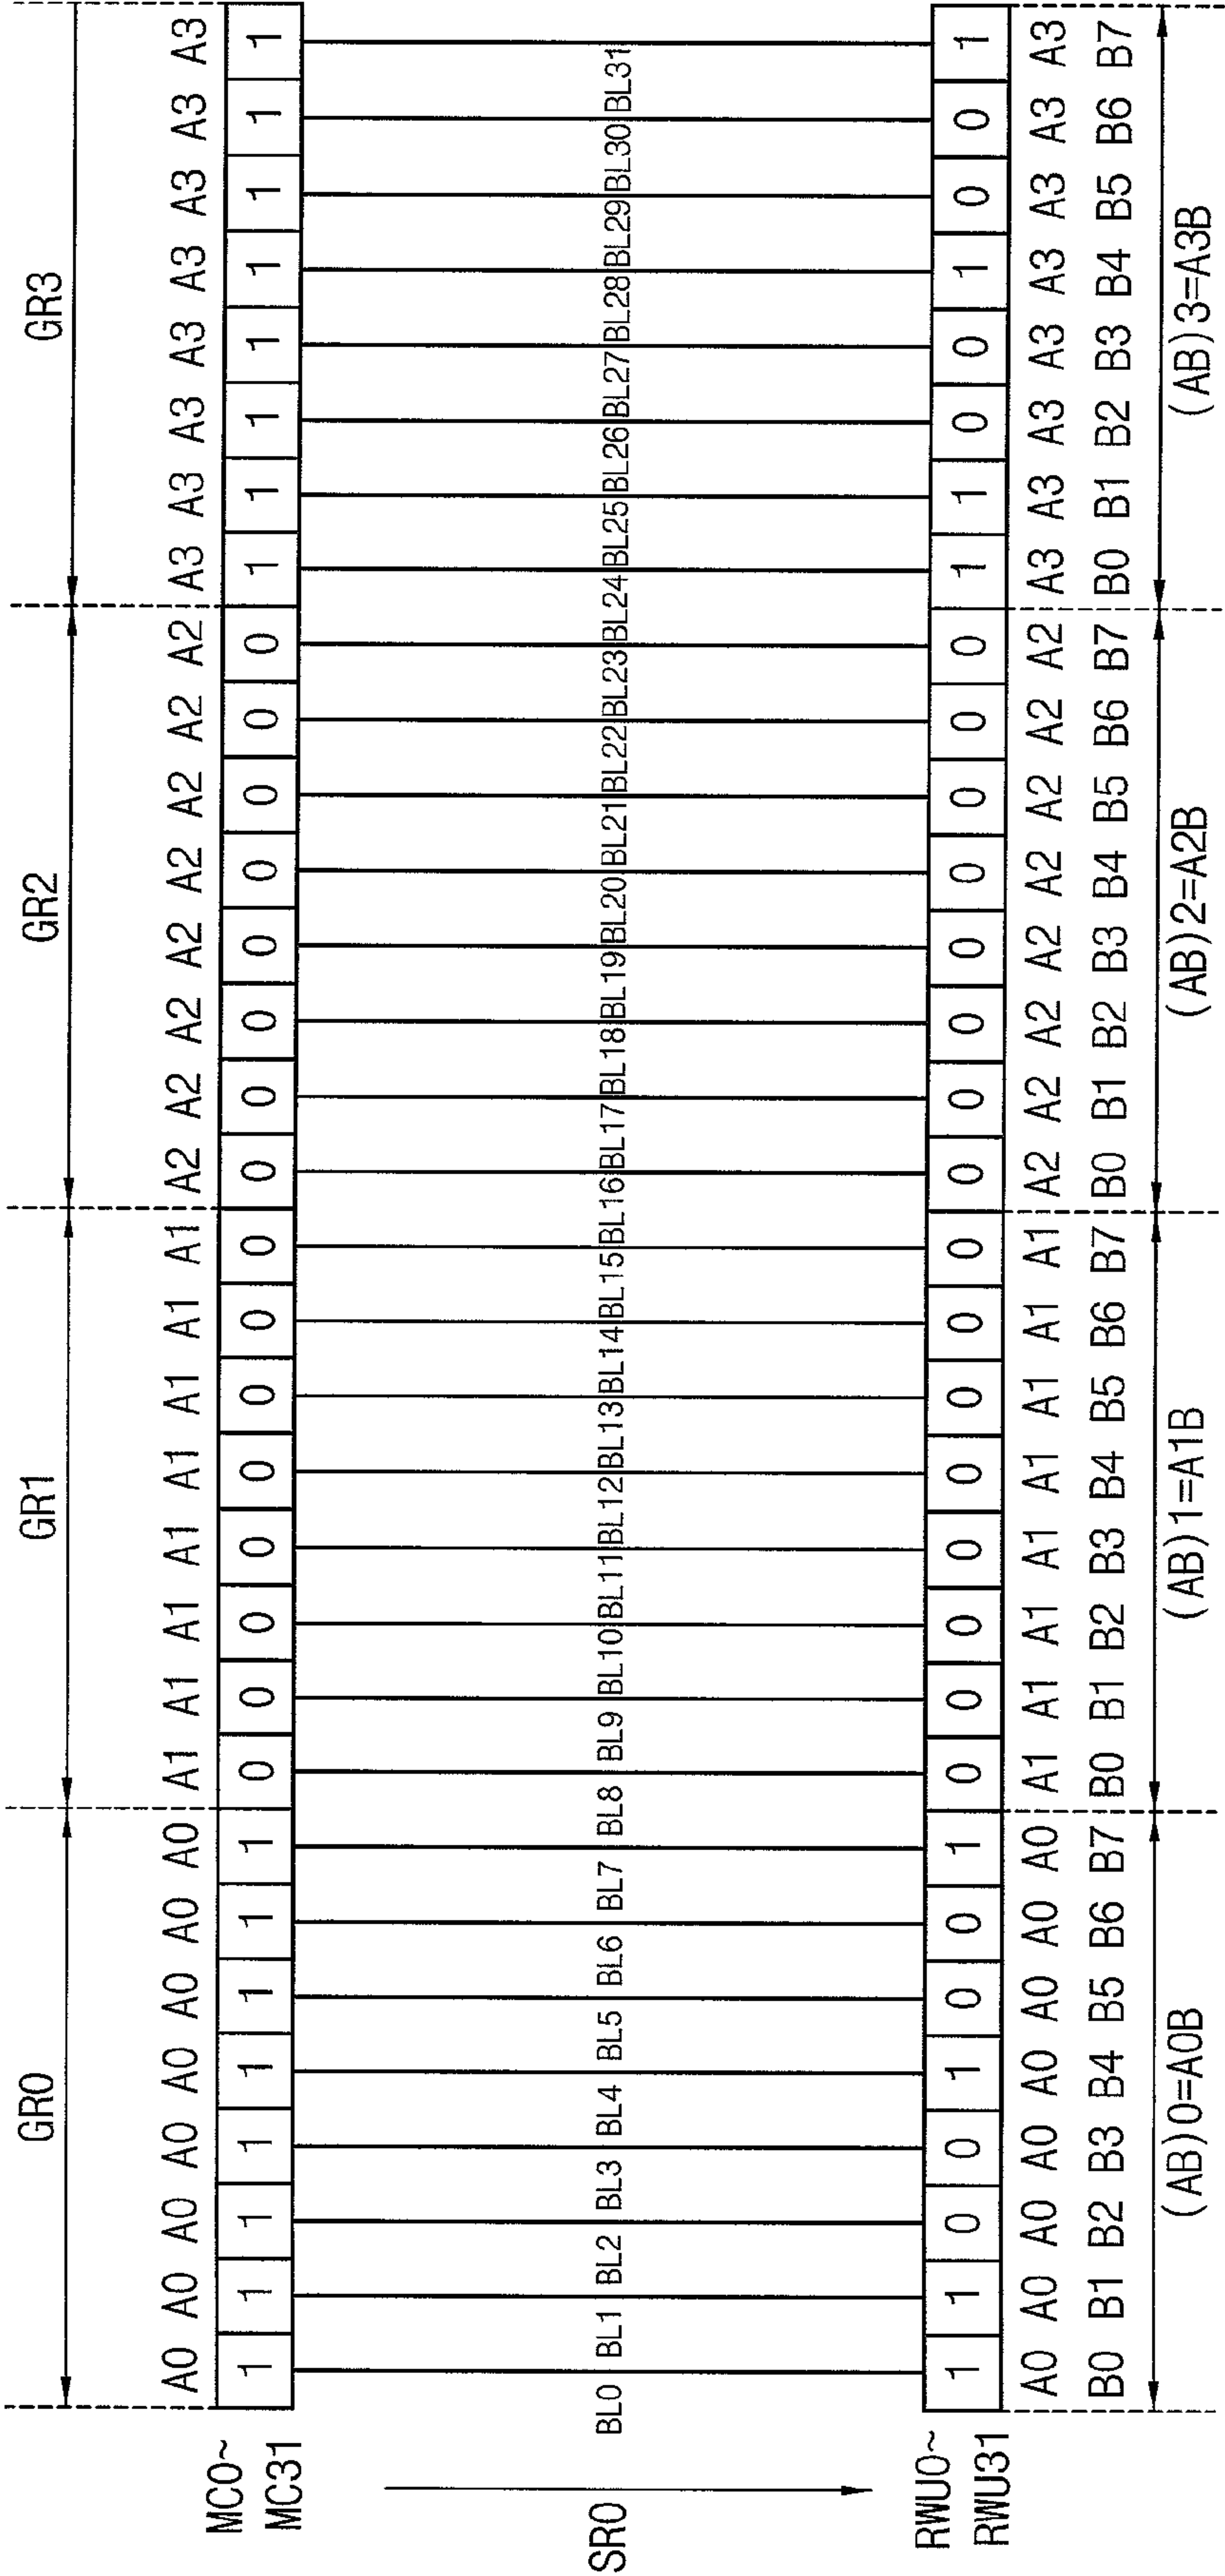 GR0 GR1 GR2 GR3
A0 A0 A0 A0 A0 A0 A0 A0 A1 A1 A1 A1 A1 A1 A1 A1 A2 A2 A2 A2 A2 A2 A2 A2 A3 A3 A3 A3 A3 A3 A3 A3
MC0~
MC31
1 1 1 1 1 1 1 1 0 0 0 0 0 0 0 0 0 0 0 0 0 0 0 0 1 1 1 1 1 1 1 1
SR0
BL0 BL1 BL2 BL3 BL4 BL5 BL6 BL7 BL8 BL9 BL10 BL11 BL12 BL13 BL14 BL15 BL16 BL17 BL18 BL19 BL20 BL21 BL22 BL23 BL24 BL25 BL26 BL27 BL28 BL29 BL30 BL31
RWU0~
RWU31
1 1 0 0 1 0 0 1 0 0 0 0 0 0 0 0 0 0 0 0 0 0 0 0 1 1 0 0 1 0 0 1
A0 A0 A0 A0 A0 A0 A0 A0 A1 A1 A1 A1 A1 A1 A1 A1 A2 A2 A2 A2 A2 A2 A2 A2 A3 A3 A3 A3 A3 A3 A3 A3
B0 B1 B2 B3 B4 B5 B6 B7 B0 B1 B2 B3 B4 B5 B6 B7 B0 B1 B2 B3 B4 B5 B6 B7 B0 B1 B2 B3 B4 B5 B6 B7
(AB)0=A0B (AB)1=A1B (AB)2=A2B (AB)3=A3B